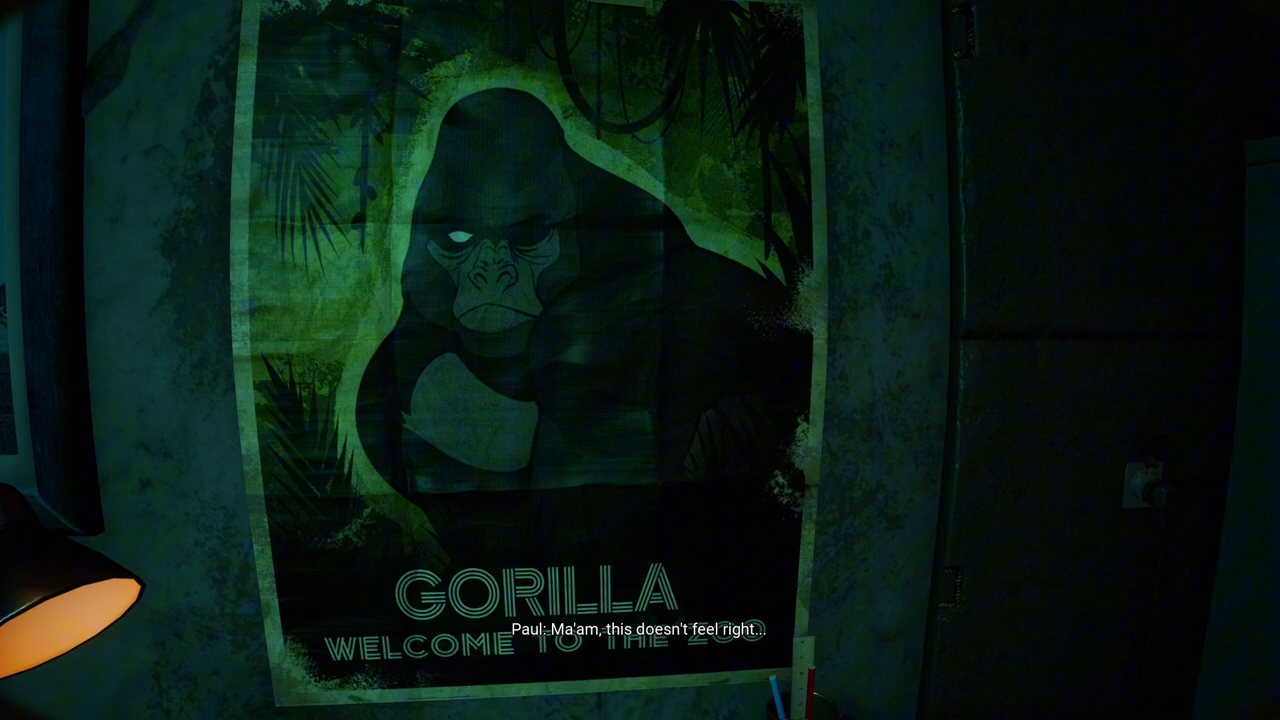 GORILLA
WELCOME TO THE ZOO
Paul: Ma'am, this doesn't feel right...